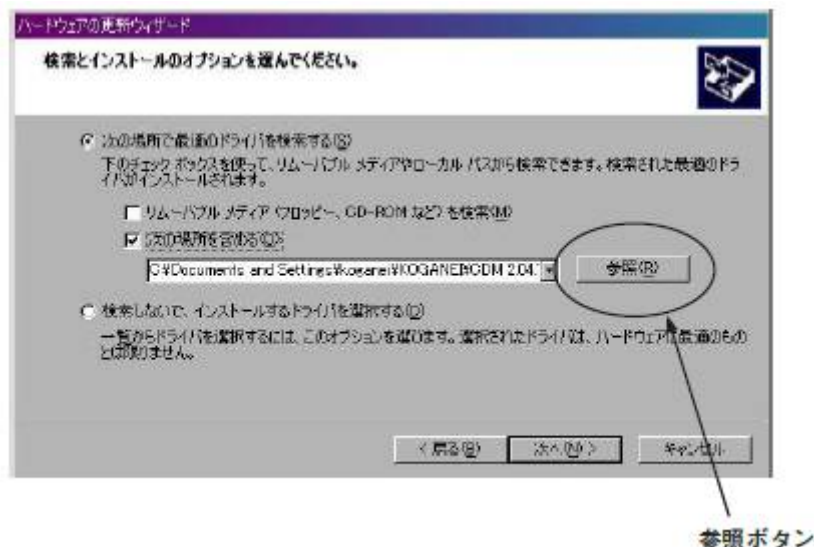 ハードウェアの更新ウィザード
検索とインストールのオプションを選んでください。
次の場所で最適のドライバを検索する(S)
下のチェック ボックスを使って、リムーバブル メディアやローカル パスから検索できます。検索された最適のドラ
イバがインストールされます。
リムーバブル メディア (フロッピー、CD-ROM など) を検索(M)
次の場所を含める(O)
C:¥Documents and Settings¥koganei¥KOGANEI¥CDM 2.04.
参照(R)
検索しないで、インストールするドライバを選択する(D)
一覧からドライバを選択するには、このオプションを選びます。選択されたドライバは、ハードウェアに最適のもの
とは限りません。
< 戻る(B)
次へ(N) >
キャンセル
参照ボタン